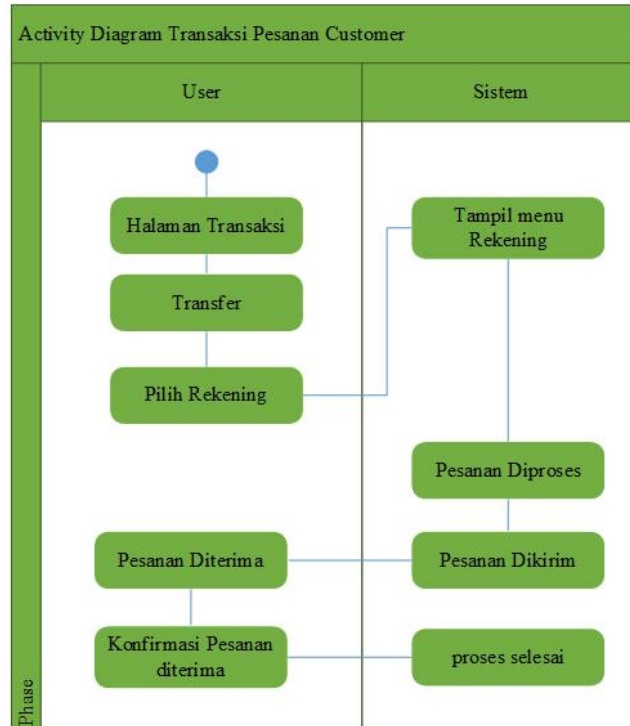 Activity Diagram Transaksi Pesanan Customer
User
Sistem
Halaman Transaksi
Tampil menu
Rekening
Transfer
Pilih Rekening
Pesanan Diproses
Pesanan Diterima
Pesanan Dikirim
Konfirmasi Pesanan
diterima
proses selesai
Phase